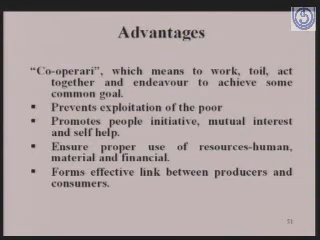 Advantages
“Co-operari”, which means to work, toil, act
together and endeavour to achieve some
common goal.
▪ Prevents exploitation of the poor
▪ Promotes people initiative, mutual interest
and self help.
▪ Ensure proper use of resources-human,
material and financial.
▪ Forms effective link between producers and
consumers.